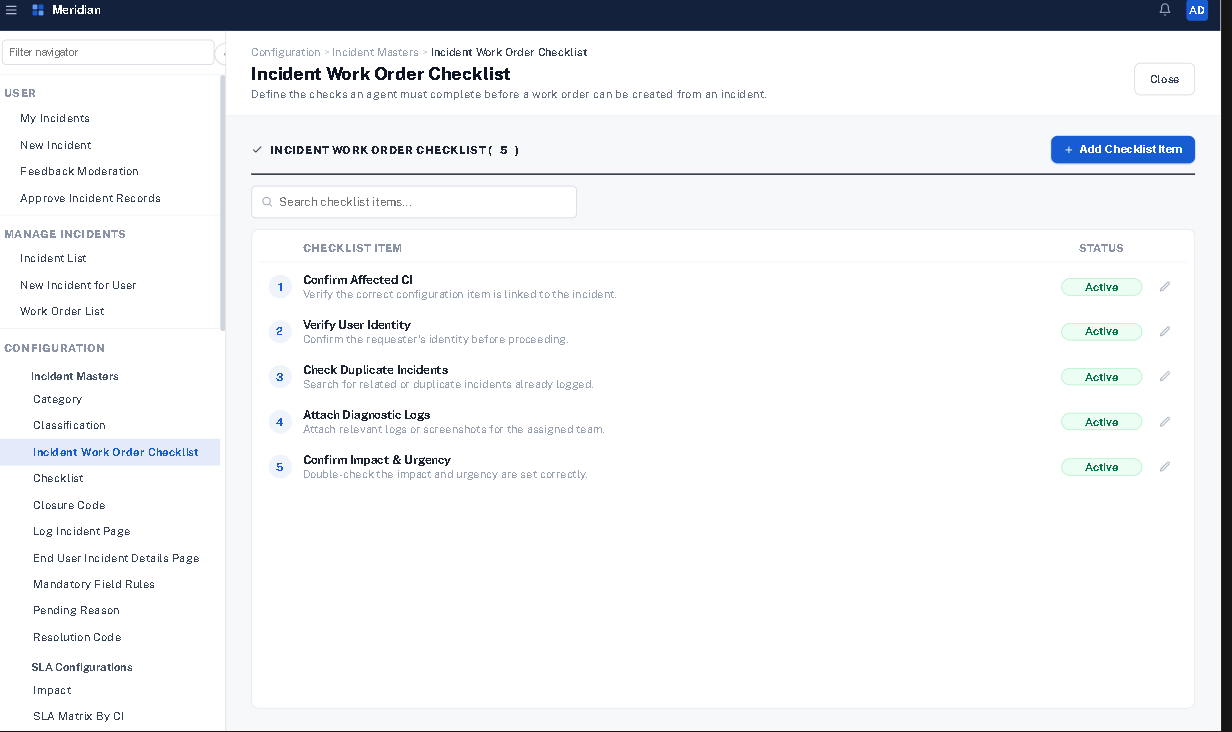 Meridian
AD
Filter navigator
USER
My Incidents
New Incident
Feedback Moderation
Approve Incident Records
MANAGE INCIDENTS
Incident List
New Incident for User
Work Order List
CONFIGURATION
Incident Masters
Category
Classification
Incident Work Order Checklist
Checklist
Closure Code
Log Incident Page
End User Incident Details Page
Mandatory Field Rules
Pending Reason
Resolution Code
SLA Configurations
Impact
SLA Matrix By CI
Configuration > Incident Masters > Incident Work Order Checklist
Incident Work Order Checklist
Define the checks an agent must complete before a work order can be created from an incident.
Close
INCIDENT WORK ORDER CHECKLIST ( 5 )
+ Add Checklist Item
Search checklist items...
CHECKLIST ITEM STATUS
1 Confirm Affected CI Active
Verify the correct configuration item is linked to the incident.
2 Verify User Identity Active
Confirm the requester's identity before proceeding.
3 Check Duplicate Incidents Active
Search for related or duplicate incidents already logged.
4 Attach Diagnostic Logs Active
Attach relevant logs or screenshots for the assigned team.
5 Confirm Impact & Urgency Active
Double-check the impact and urgency are set correctly.